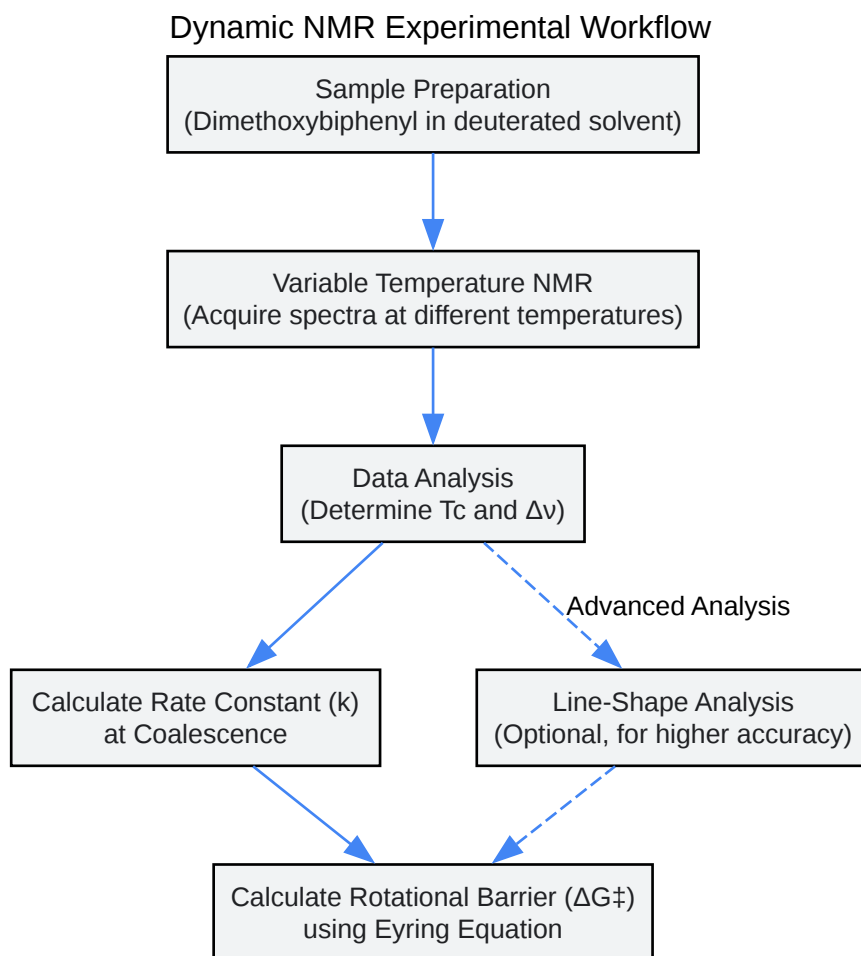 Dynamic NMR Experimental Workflow
Sample Preparation
(Dimethoxybiphenyl in deuterated solvent)
Variable Temperature NMR
(Acquire spectra at different temperatures)
Data Analysis
(Determine Tc and Δν)
Advanced Analysis
Calculate Rate Constant (k)
at Coalescence
Line-Shape Analysis
(Optional, for higher accuracy)
Calculate Rotational Barrier (ΔG‡)
using Eyring Equation